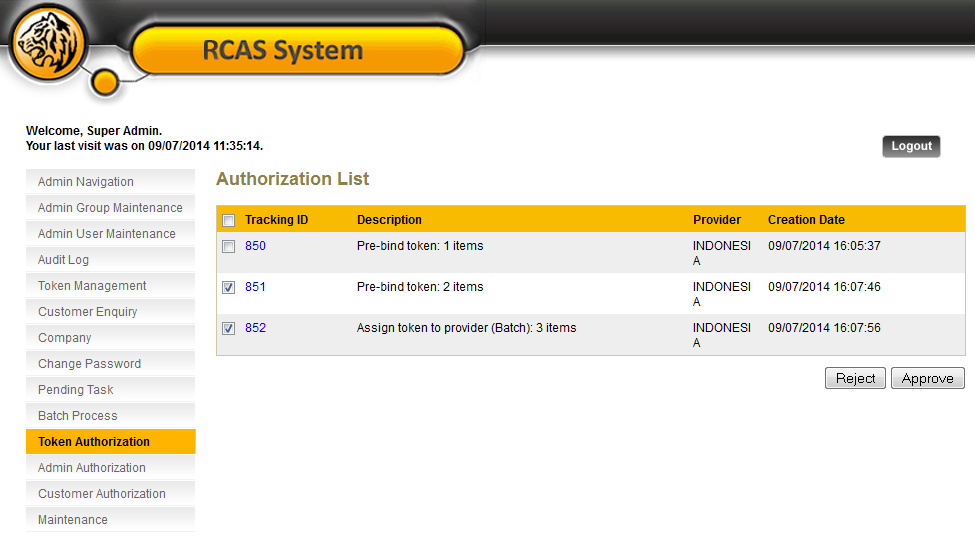 RCAS System
Welcome, Super Admin.
Your last visit was on 09/07/2014 11:35:14.
Logout
Admin Navigation
Admin Group Maintenance
Admin User Maintenance
Audit Log
Token Management
Customer Enquiry
Company
Change Password
Pending Task
Batch Process
Token Authorization
Admin Authorization
Customer Authorization
Maintenance
Authorization List
Tracking ID Description Provider Creation Date
850 Pre-bind token: 1 items INDONESI 09/07/2014 16:05:37
A
851 Pre-bind token: 2 items INDONESI 09/07/2014 16:07:46
A
852 Assign token to provider (Batch): 3 items INDONESI 09/07/2014 16:07:56
A
Reject Approve